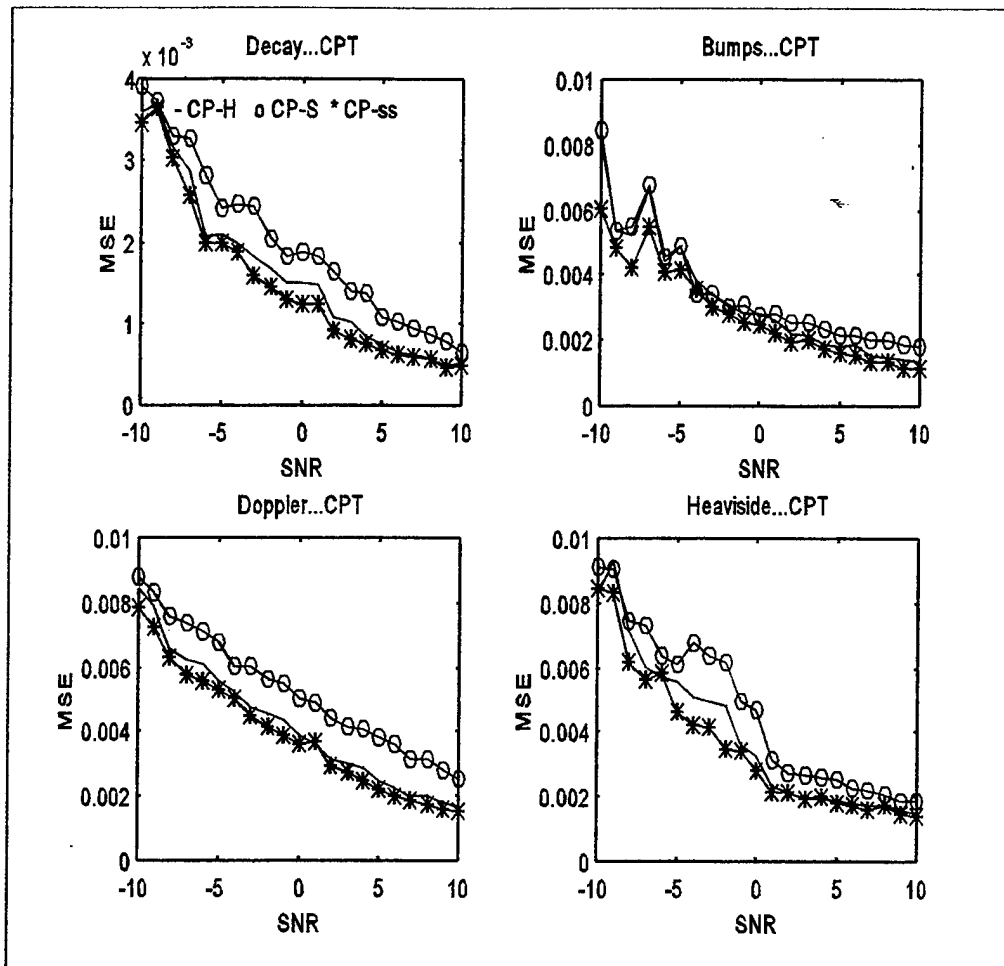 Decay...CPT
x 10⁻³
4
3
2
1
0
MSE
- CP-H o CP-S * CP-ss
-10 -5 0 5 10
SNR
Bumps...CPT
0.01
0.008
0.006
0.004
0.002
0
MSE
-10 -5 0 5 10
SNR
Doppler...CPT
0.01
0.008
0.006
0.004
0.002
0
MSE
-10 -5 0 5 10
SNR
Heaviside...CPT
0.01
0.008
0.006
0.004
0.002
0
MSE
-10 -5 0 5 10
SNR